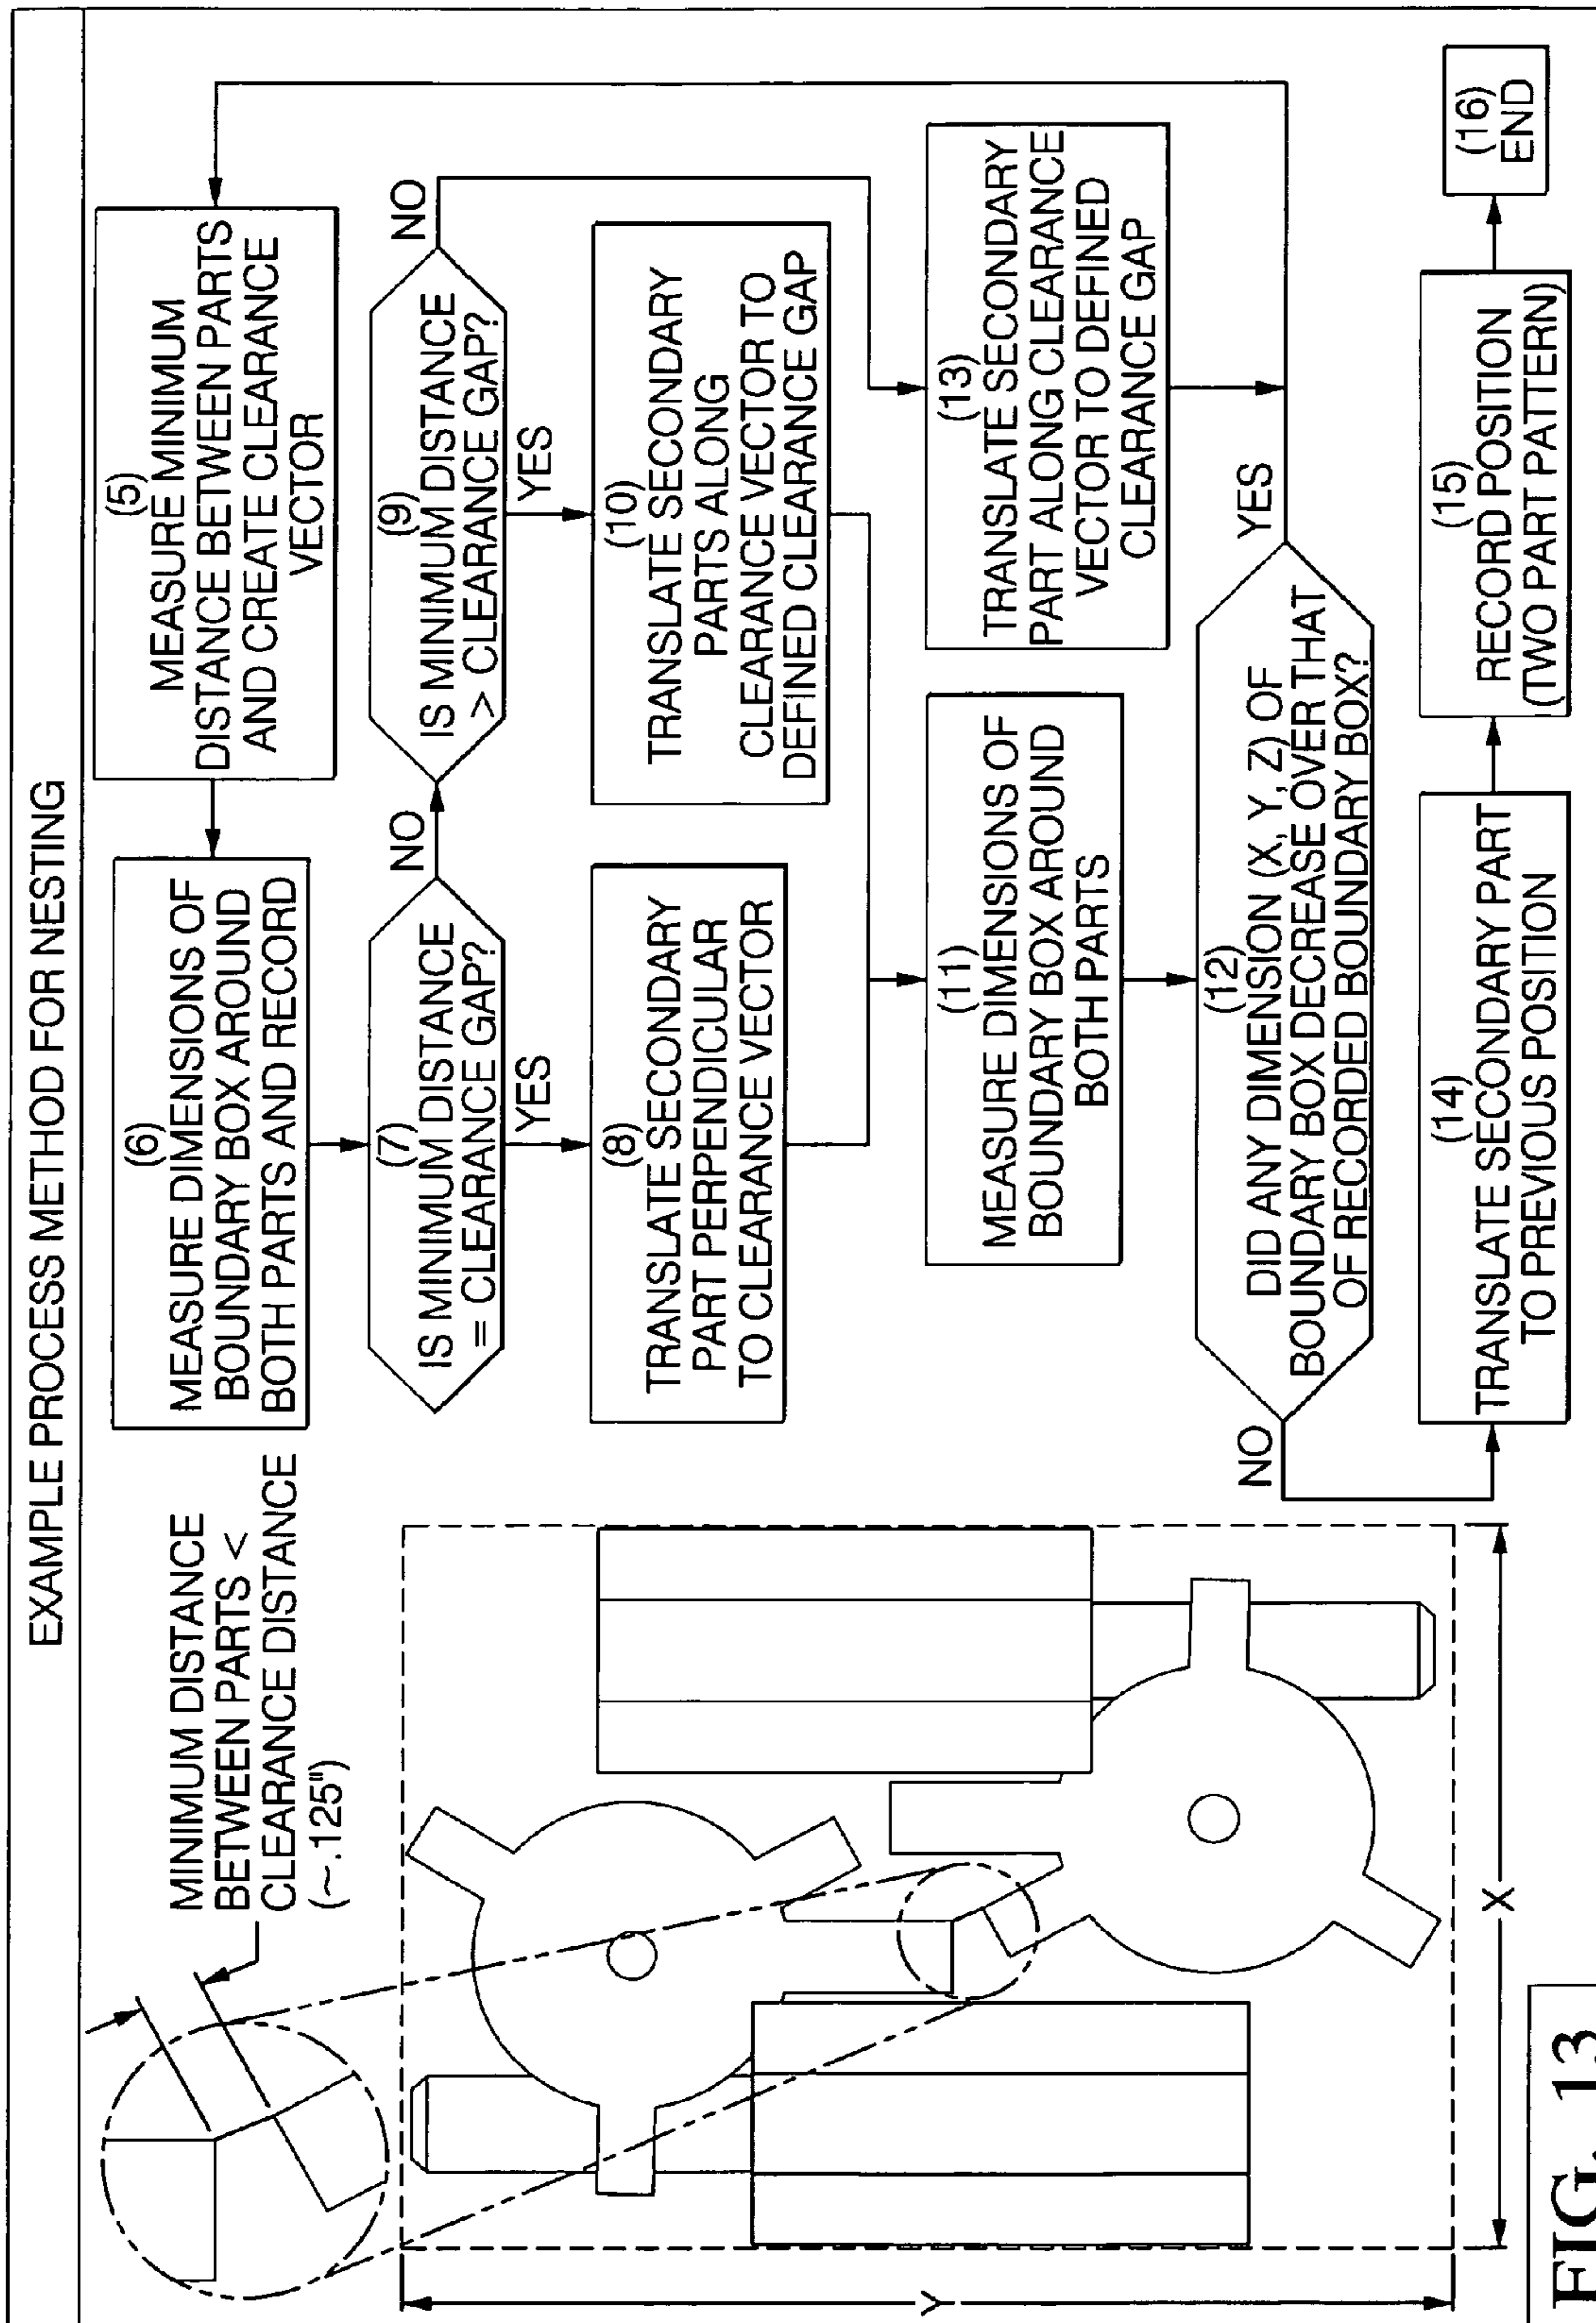 EXAMPLE PROCESS METHOD FOR NESTING
MINIMUM DISTANCE
BETWEEN PARTS <
CLEARANCE DISTANCE
(~.125")
Y
X
(5)
MEASURE MINIMUM
DISTANCE BETWEEN PARTS
AND CREATE CLEARANCE
VECTOR
(6)
MEASURE DIMENSIONS OF
BOUNDARY BOX AROUND
BOTH PARTS AND RECORD
(7)
IS MINIMUM DISTANCE
= CLEARANCE GAP?
NO
YES
(8)
TRANSLATE SECONDARY
PART PERPENDICULAR
TO CLEARANCE VECTOR
(9)
IS MINIMUM DISTANCE
> CLEARANCE GAP?
NO
YES
(10)
TRANSLATE SECONDARY
PARTS ALONG
CLEARANCE VECTOR TO
DEFINED CLEARANCE GAP
(11)
MEASURE DIMENSIONS OF
BOUNDARY BOX AROUND
BOTH PARTS
(13)
TRANSLATE SECONDARY
PART ALONG CLEARANCE
VECTOR TO DEFINED
CLEARANCE GAP
(12)
DID ANY DIMENSION (X, Y, Z) OF
BOUNDARY BOX DECREASE OVER THAT
OF RECORDED BOUNDARY BOX?
NO
YES
(14)
TRANSLATE SECONDARY PART
TO PREVIOUS POSITION
(15)
RECORD POSITION
(TWO PART PATTERN)
(16)
END
FIG. 13